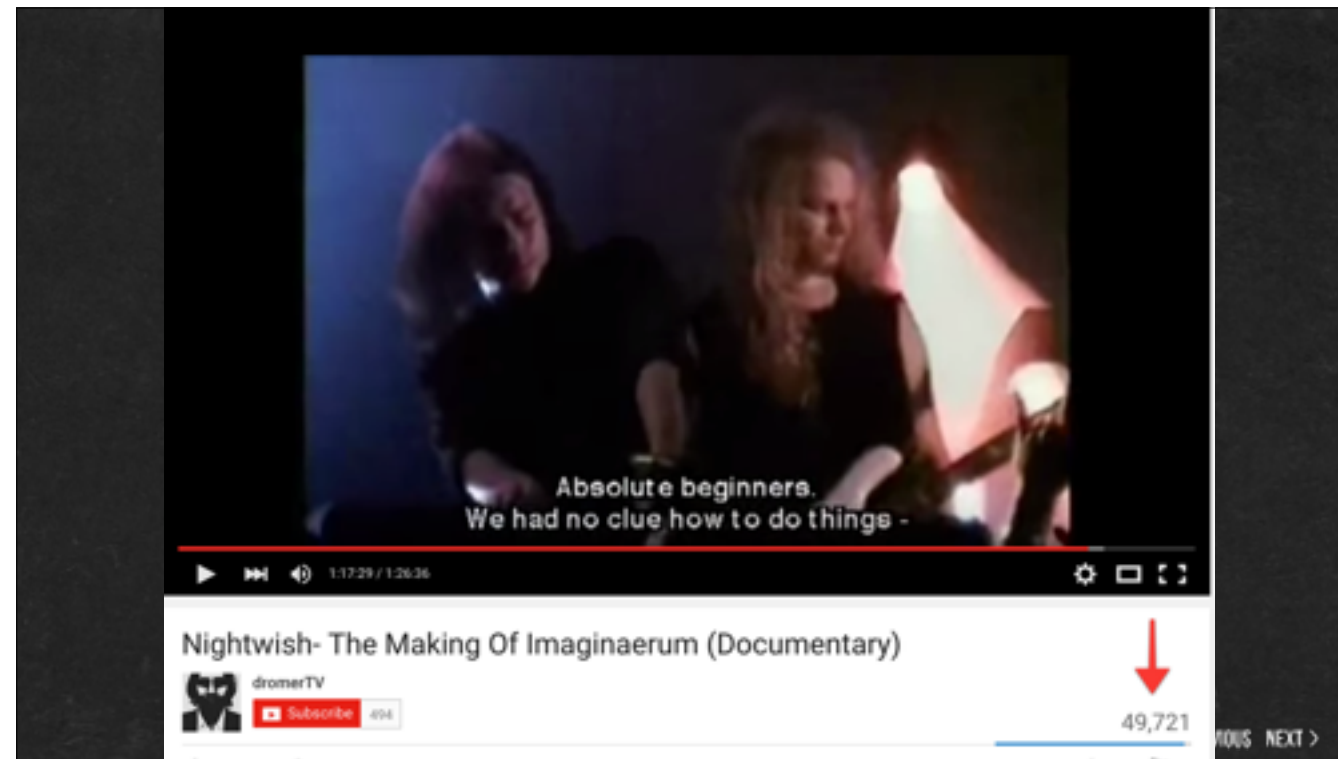 Absolute beginners.
We had no clue how to do things -
1:17:29 / 1:26:36
Nightwish- The Making Of Imaginaerum (Documentary)
dromerTV
Subscribe 494
49,721
NEXT >